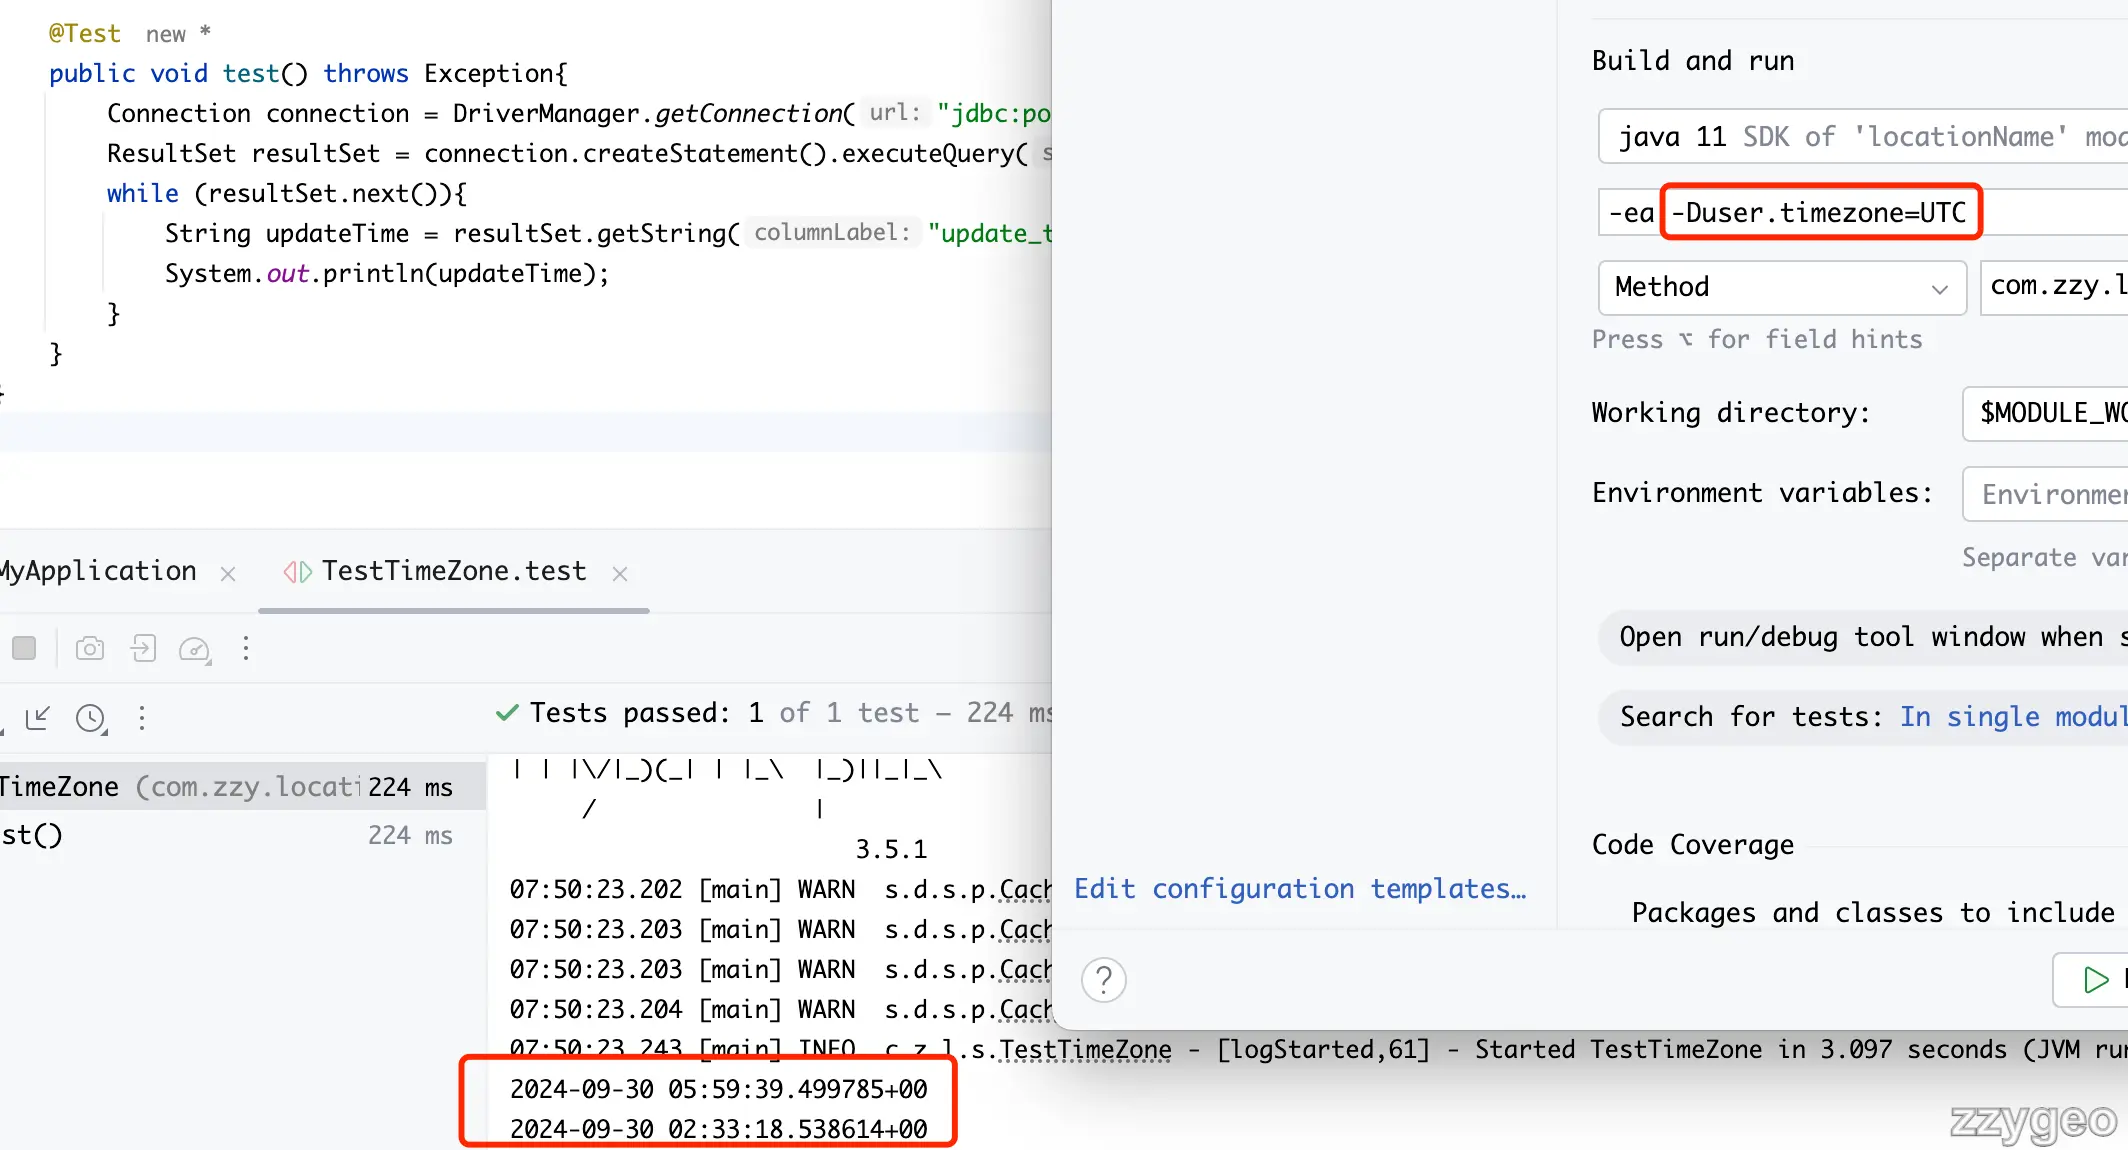 @Test new *
public void test() throws Exception{
Connection connection = DriverManager.getConnection( url: "jdbc:po
ResultSet resultSet = connection.createStatement().executeQuery( s
while (resultSet.next()){
String updateTime = resultSet.getString( columnLabel: "update_t
System.out.println(updateTime);
}
}
MyApplication
TestTimeZone.test
Tests passed: 1 of 1 test – 224 ms
TimeZone (com.zzy.locati 224 ms
st() 224 ms
| | |\/|_)(_| | |_\  |_)||_|_\
/ |
3.5.1
07:50:23.202 [main] WARN s.d.s.p.Cach
07:50:23.203 [main] WARN s.d.s.p.Cach
07:50:23.203 [main] WARN s.d.s.p.Cach
07:50:23.204 [main] WARN s.d.s.p.Cach
07:50:23.243 [main] INFO c.z.l.s.TestTimeZone - [logStarted,61] - Started TestTimeZone in 3.097 seconds (JVM run
2024-09-30 05:59:39.499785+00
2024-09-30 02:33:18.538614+00
Build and run
java 11 SDK of 'locationName' mod
-ea -Duser.timezone=UTC
Method com.zzy.l
Press ⌥ for field hints
Working directory: $MODULE_WO
Environment variables: Environmen
Separate var
Open run/debug tool window when s
Search for tests: In single modul
Code Coverage
Packages and classes to include
Edit configuration templates…
?
zzygeo